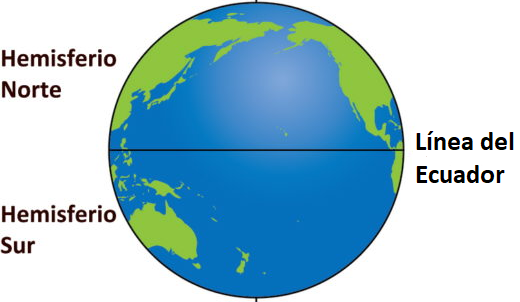 Hemisferio
Norte
Línea del
Ecuador
Hemisferio
Sur